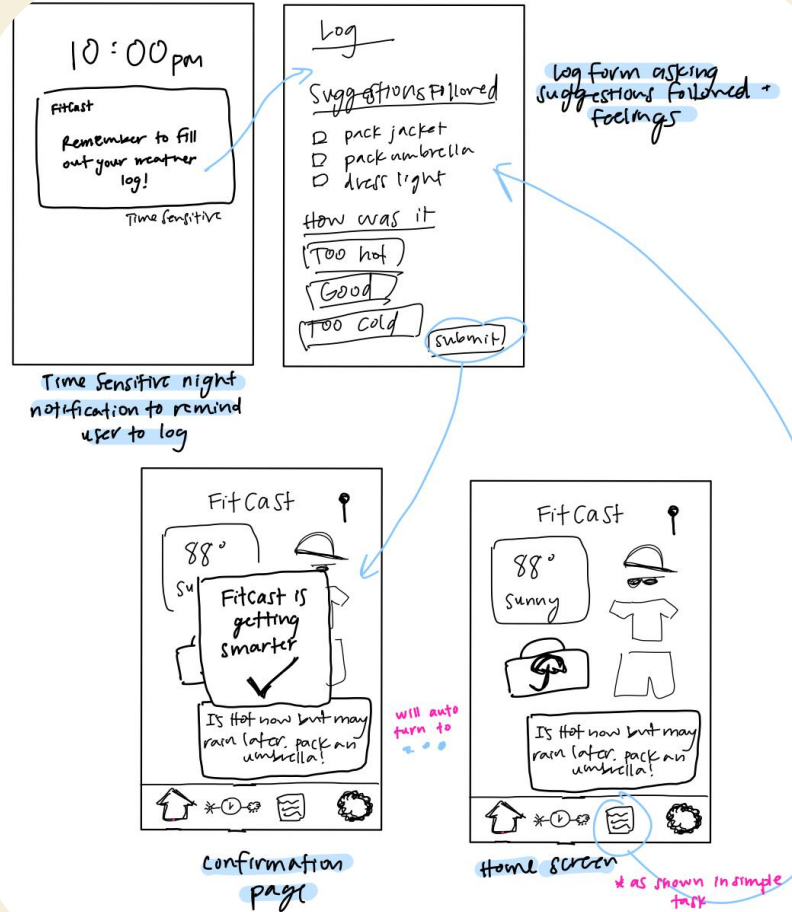 10:00 pm
FitCast
Remember to fill
out your weather
log!
Time Sensitive
Time Sensitive night
notification to remind
user to log
Log
Suggestions Followed
pack jacket
pack umbrella
dress light
How was it
Too hot
Good
Too Cold
submit
Log form asking
suggestions followed +
feelings
FitCast
88°
su
FitCast is
getting
smarter
Is Hot now but may
rain later. pack an
umbrella!
confirmation
page
will auto
turn to
FitCast
88°
sunny
Is Hot now but may
rain later. pack an
umbrella!
Home screen
* as shown in simple
task